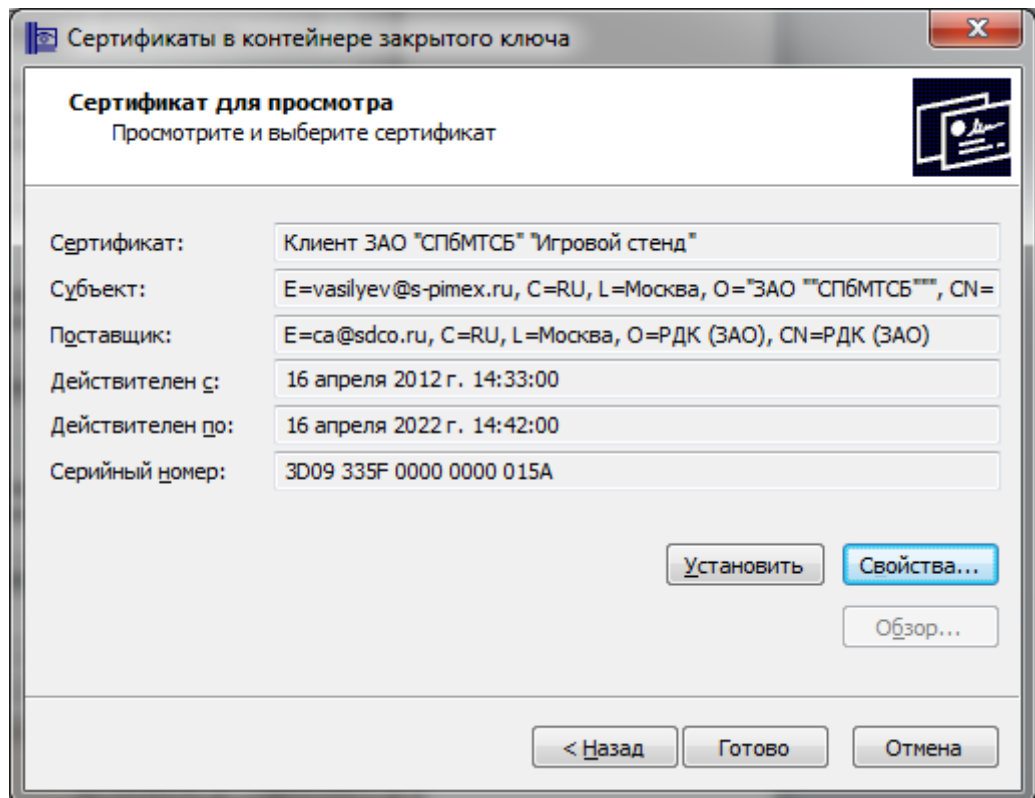 Сертификаты в контейнере закрытого ключа
Сертификат для просмотра
Просмотрите и выберите сертификат
Сертификат: Клиент ЗАО "СПбМТСБ" "Игровой стенд"
Субъект: E=vasilyev@s-pimex.ru, C=RU, L=Москва, O="ЗАО ""СПбМТСБ""", CN=
Поставщик: E=ca@sdco.ru, C=RU, L=Москва, O=РДК (ЗАО), CN=РДК (ЗАО)
Действителен с: 16 апреля 2012 г. 14:33:00
Действителен по: 16 апреля 2022 г. 14:42:00
Серийный номер: 3D09 335F 0000 0000 015A
Установить Свойства...
Обзор...
< Назад Готово Отмена